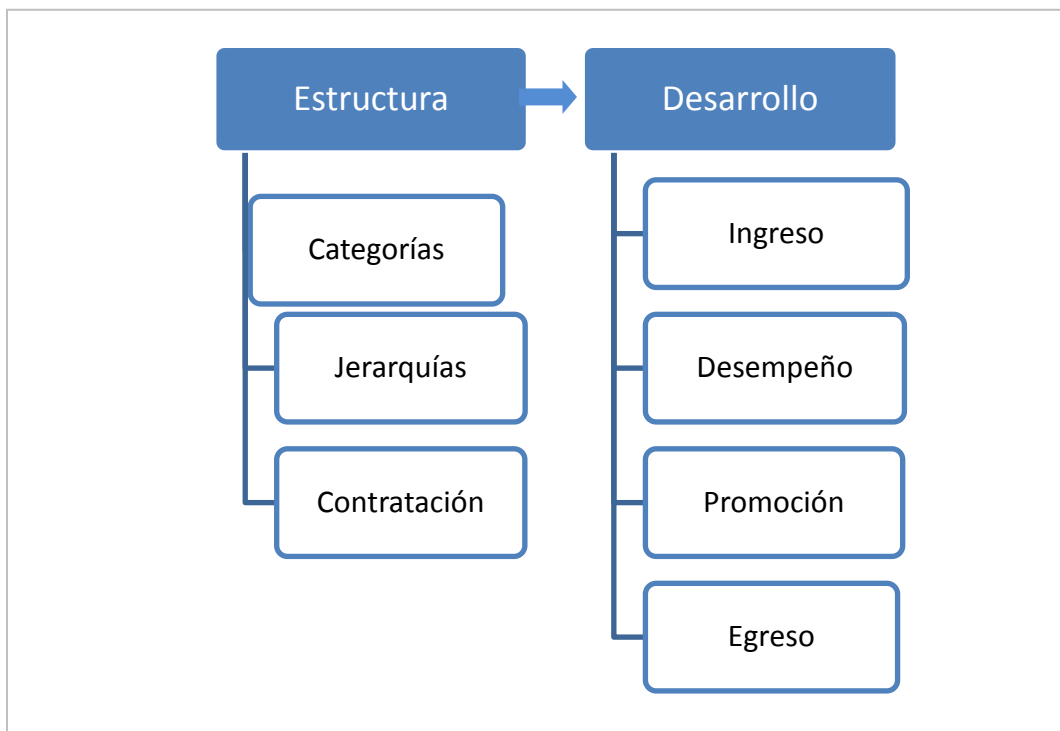 Estructura
Categorías
Jerarquías
Contratación
Desarrollo
Ingreso
Desempeño
Promoción
Egreso